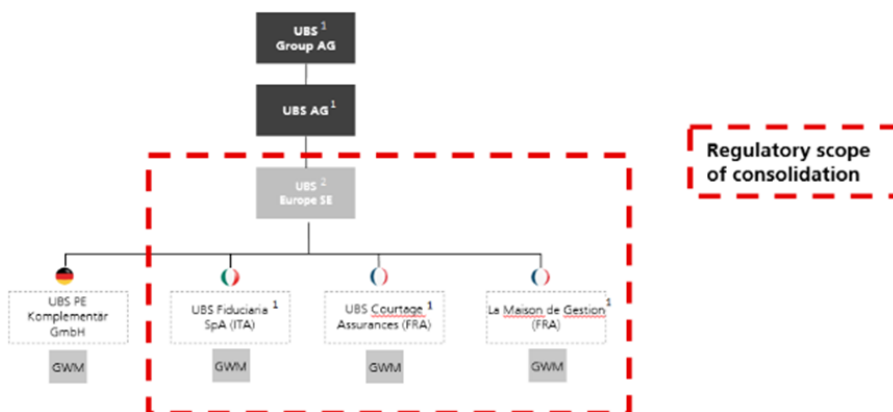 UBS 1
Group AG
UBS AG 1
Regulatory scope
of consolidation
UBS 2
Europe SE
UBS PE
Komplementär
GmbH
UBS Fiduciaria 1
SpA (ITA)
UBS Courtage 1
Assurances (FRA)
La Maison de Gestion 1
(FRA)
GWM
GWM
GWM
GWM